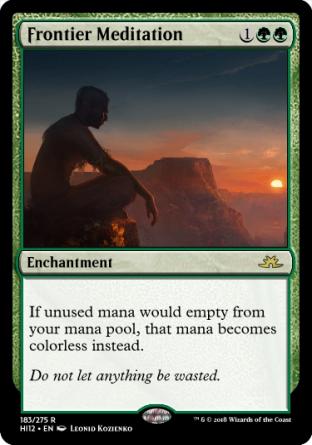 Frontier Meditation 1
Enchantment
If unused mana would empty from
your mana pool, that mana becomes
colorless instead.
Do not let anything be wasted.
183/275 R
HI12 • EN Leonid Kozienko
™ & © 2018 Wizards of the Coast